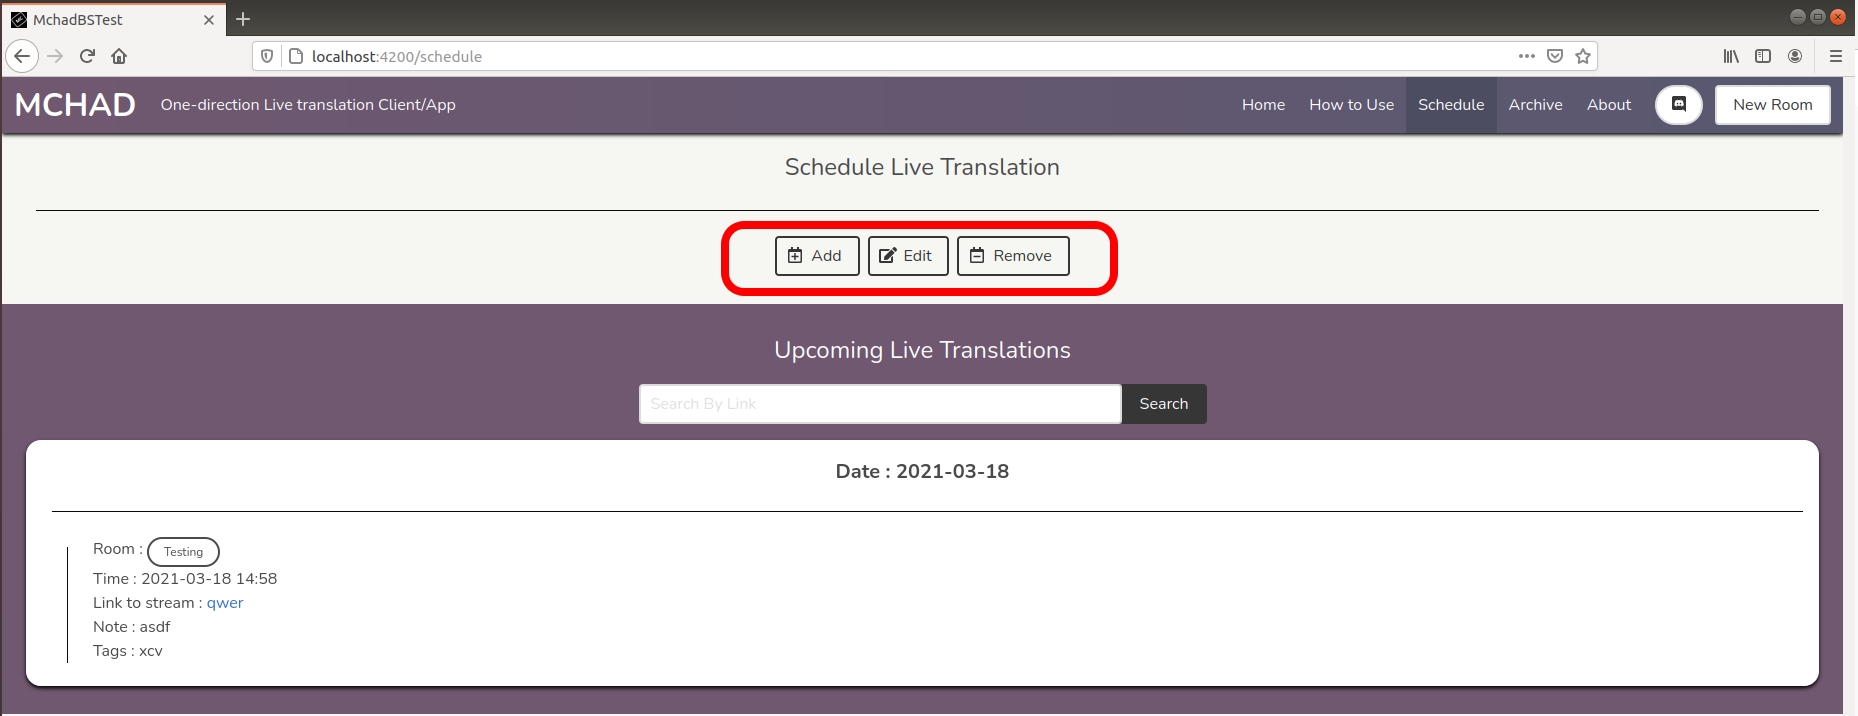 MchadBSTest
localhost:4200/schedule
MCHAD One-direction Live translation Client/App Home How to Use Schedule Archive About New Room
Schedule Live Translation
Add Edit Remove
Upcoming Live Translations
Search By Link Search
Date : 2021-03-18
Room : Testing
Time : 2021-03-18 14:58
Link to stream : qwer
Note : asdf
Tags : xcv